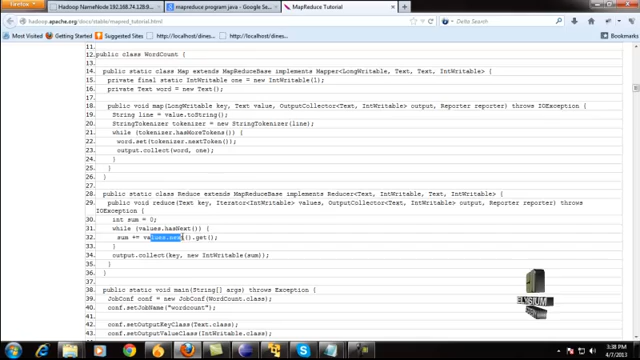 Hadoop NameNode 192.168.74.129:9...
mapreduce program java - Google Se...
MapReduce Tutorial
hadoop.apache.org/docs/stable/mapred_tutorial.html
Delta Search
Most Visited
Getting Started
Suggested Sites
http://localhost/dines...
http://localhost/dines...
Bookmarks
11.
12.public class WordCount {
13.
14. public static class Map extends MapReduceBase implements Mapper<LongWritable, Text, Text, IntWritable> {
15. private final static IntWritable one = new IntWritable(1);
16. private Text word = new Text();
17.
18. public void map(LongWritable key, Text value, OutputCollector<Text, IntWritable> output, Reporter reporter) throws IOException {
19. String line = value.toString();
20. StringTokenizer tokenizer = new StringTokenizer(line);
21. while (tokenizer.hasMoreTokens()) {
22. word.set(tokenizer.nextToken());
23. output.collect(word, one);
24. }
25. }
26. }
27.
28. public static class Reduce extends MapReduceBase implements Reducer<Text, IntWritable, Text, IntWritable> {
29. public void reduce(Text key, Iterator<IntWritable> values, OutputCollector<Text, IntWritable> output, Reporter reporter) throws
IOException {
30. int sum = 0;
31. while (values.hasNext()) {
32. sum += values.next().get();
33. }
34. output.collect(key, new IntWritable(sum));
35. }
36. }
37.
38. public static void main(String[] args) throws Exception {
39. JobConf conf = new JobConf(WordCount.class);
40. conf.setJobName("wordcount");
41.
42. conf.setOutputKeyClass(Text.class);
43. conf.setOutputValueClass(IntWritable.class);
ELYSIUM
3:38 PM
4/7/2013